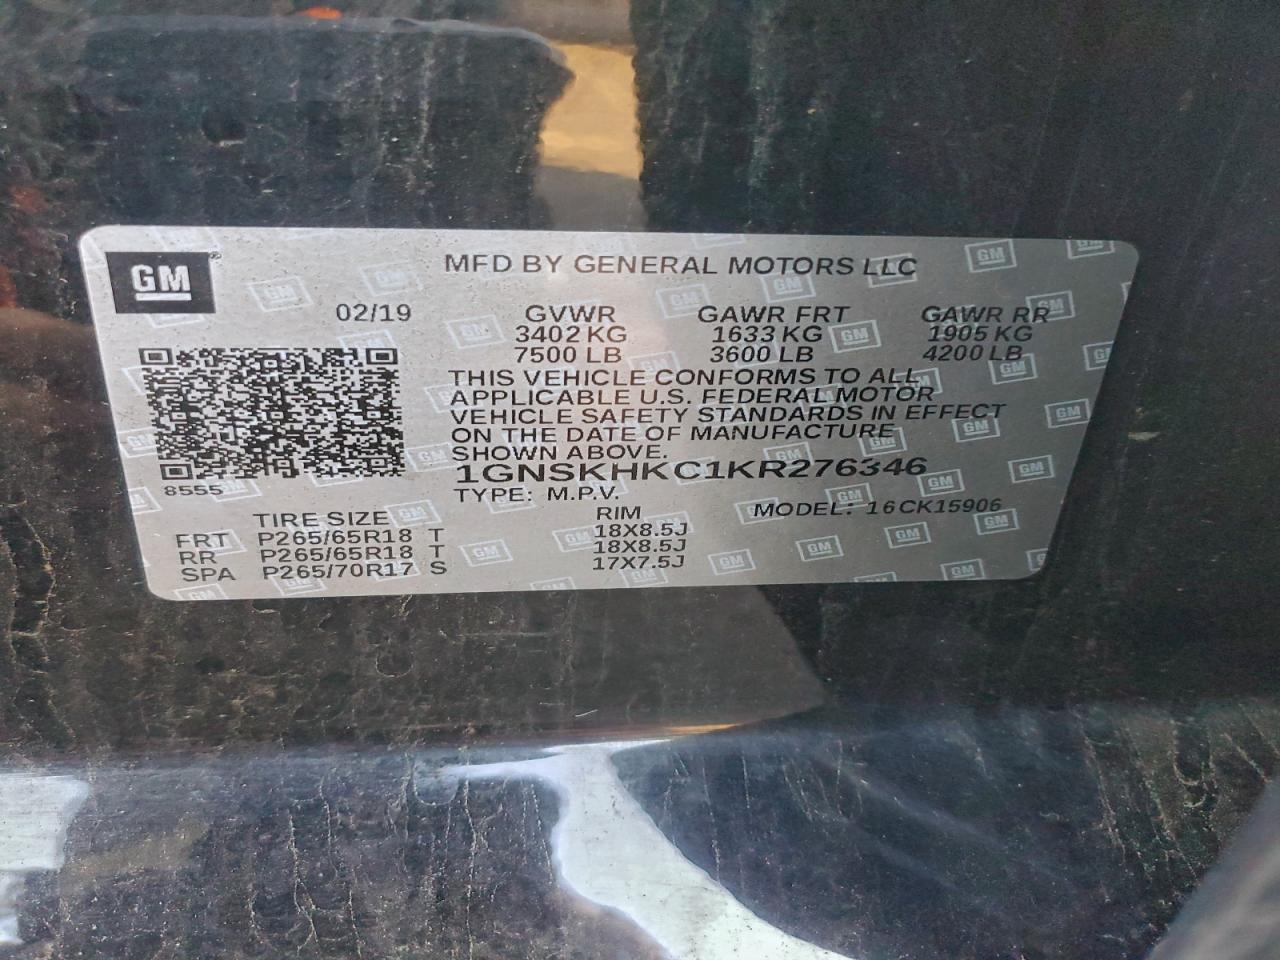 GM
MFD BY GENERAL MOTORS LLC
02/19 GVWR GAWR FRT GAWR RR
3402 KG 1633 KG 1905 KG
7500 LB 3600 LB 4200 LB
THIS VEHICLE CONFORMS TO ALL
APPLICABLE U.S. FEDERAL MOTOR
VEHICLE SAFETY STANDARDS IN EFFECT
ON THE DATE OF MANUFACTURE
SHOWN ABOVE.
1GNSKHKC1KR276346
8555
TYPE: M.P.V. MODEL: 16CK15906
TIRE SIZE RIM
FRT P265/65R18 T 18X8.5J
RR P265/65R18 T 18X8.5J
SPA P265/70R17 S 17X7.5J